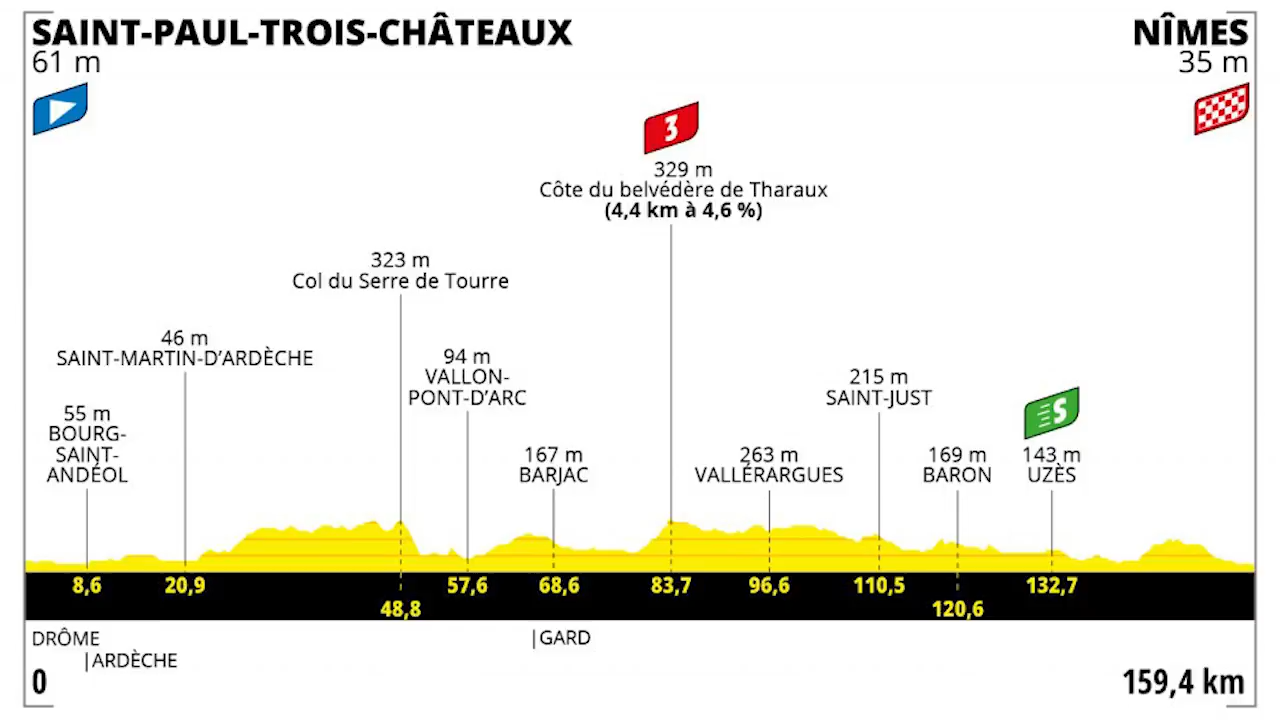 SAINT-PAUL-TROIS-CHÂTEAUX
61 m
NÎMES
35 m
3
329 m
Côte du belvédère de Tharaux
(4,4 km à 4,6 %)
323 m
Col du Serre de Tourre
46 m
SAINT-MARTIN-D'ARDÈCHE
94 m
VALLON-
PONT-D'ARC
215 m
SAINT-JUST
S
55 m
BOURG-
SAINT-
ANDÉOL
167 m
BARJAC
263 m
VALLÉRARGUES
169 m
BARON
143 m
UZÈS
8,6
20,9
48,8
57,6
68,6
83,7
96,6
110,5
120,6
132,7
DRÔME
|ARDÈCHE
|GARD
0
159,4 km